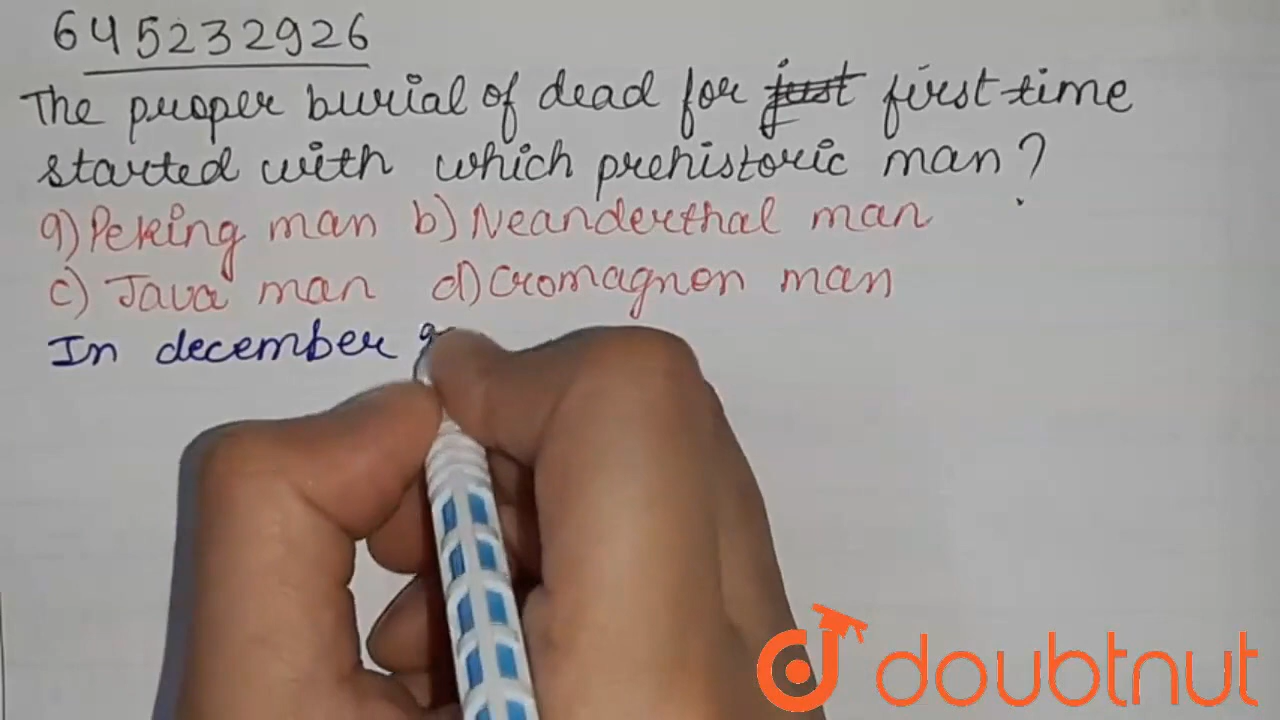 645232926
The proper burial of dead for just first time
started with which prehistoric man?
a) Peking man b) Neanderthal man
c) Java man d) Cromagnon man
In december
doubtnut